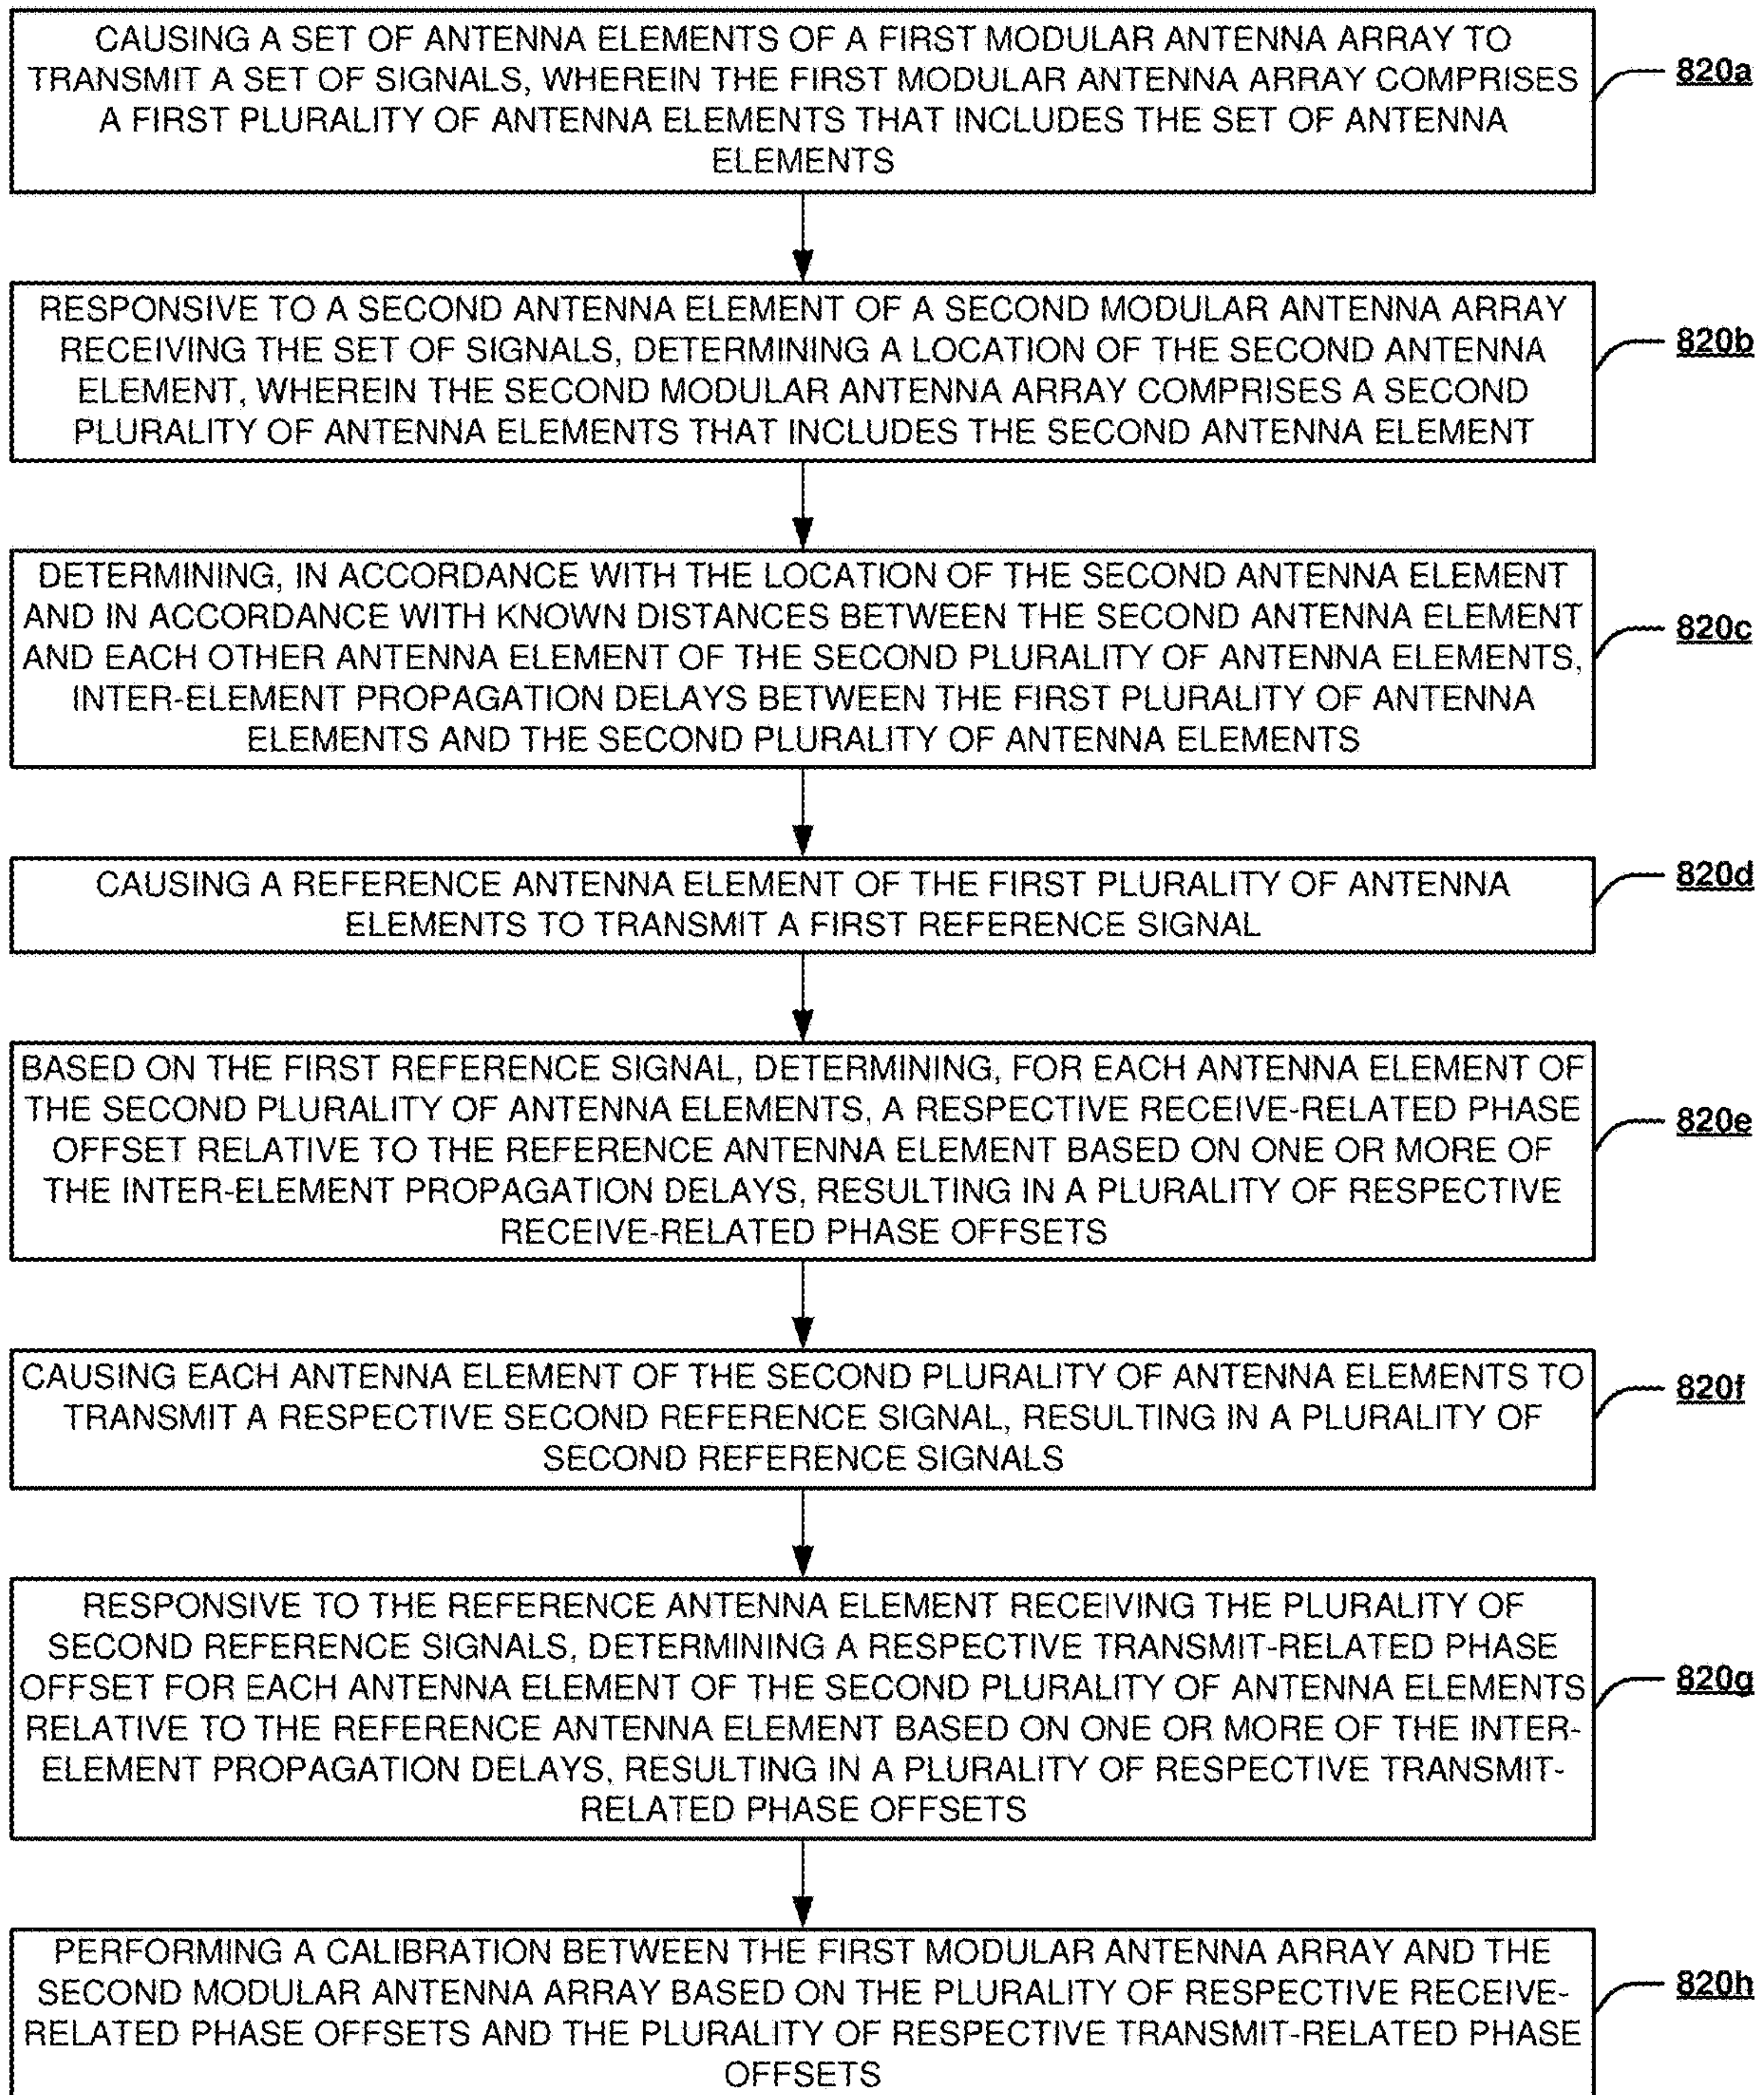 CAUSING A SET OF ANTENNA ELEMENTS OF A FIRST MODULAR ANTENNA ARRAY TO
TRANSMIT A SET OF SIGNALS, WHEREIN THE FIRST MODULAR ANTENNA ARRAY COMPRISES
A FIRST PLURALITY OF ANTENNA ELEMENTS THAT INCLUDES THE SET OF ANTENNA
ELEMENTS
820a
RESPONSIVE TO A SECOND ANTENNA ELEMENT OF A SECOND MODULAR ANTENNA ARRAY
RECEIVING THE SET OF SIGNALS, DETERMINING A LOCATION OF THE SECOND ANTENNA
ELEMENT, WHEREIN THE SECOND MODULAR ANTENNA ARRAY COMPRISES A SECOND
PLURALITY OF ANTENNA ELEMENTS THAT INCLUDES THE SECOND ANTENNA ELEMENT
820b
DETERMINING, IN ACCORDANCE WITH THE LOCATION OF THE SECOND ANTENNA ELEMENT
AND IN ACCORDANCE WITH KNOWN DISTANCES BETWEEN THE SECOND ANTENNA ELEMENT
AND EACH OTHER ANTENNA ELEMENT OF THE SECOND PLURALITY OF ANTENNA ELEMENTS,
INTER-ELEMENT PROPAGATION DELAYS BETWEEN THE FIRST PLURALITY OF ANTENNA
ELEMENTS AND THE SECOND PLURALITY OF ANTENNA ELEMENTS
820c
CAUSING A REFERENCE ANTENNA ELEMENT OF THE FIRST PLURALITY OF ANTENNA
ELEMENTS TO TRANSMIT A FIRST REFERENCE SIGNAL
820d
BASED ON THE FIRST REFERENCE SIGNAL, DETERMINING, FOR EACH ANTENNA ELEMENT OF
THE SECOND PLURALITY OF ANTENNA ELEMENTS, A RESPECTIVE RECEIVE-RELATED PHASE
OFFSET RELATIVE TO THE REFERENCE ANTENNA ELEMENT BASED ON ONE OR MORE OF
THE INTER-ELEMENT PROPAGATION DELAYS, RESULTING IN A PLURALITY OF RESPECTIVE
RECEIVE-RELATED PHASE OFFSETS
820e
CAUSING EACH ANTENNA ELEMENT OF THE SECOND PLURALITY OF ANTENNA ELEMENTS TO
TRANSMIT A RESPECTIVE SECOND REFERENCE SIGNAL, RESULTING IN A PLURALITY OF
SECOND REFERENCE SIGNALS
820f
RESPONSIVE TO THE REFERENCE ANTENNA ELEMENT RECEIVING THE PLURALITY OF
SECOND REFERENCE SIGNALS, DETERMINING A RESPECTIVE TRANSMIT-RELATED PHASE
OFFSET FOR EACH ANTENNA ELEMENT OF THE SECOND PLURALITY OF ANTENNA ELEMENTS
RELATIVE TO THE REFERENCE ANTENNA ELEMENT BASED ON ONE OR MORE OF THE INTER-
ELEMENT PROPAGATION DELAYS, RESULTING IN A PLURALITY OF RESPECTIVE TRANSMIT-
RELATED PHASE OFFSETS
820g
PERFORMING A CALIBRATION BETWEEN THE FIRST MODULAR ANTENNA ARRAY AND THE
SECOND MODULAR ANTENNA ARRAY BASED ON THE PLURALITY OF RESPECTIVE RECEIVE-
RELATED PHASE OFFSETS AND THE PLURALITY OF RESPECTIVE TRANSMIT-RELATED PHASE
OFFSETS
820h